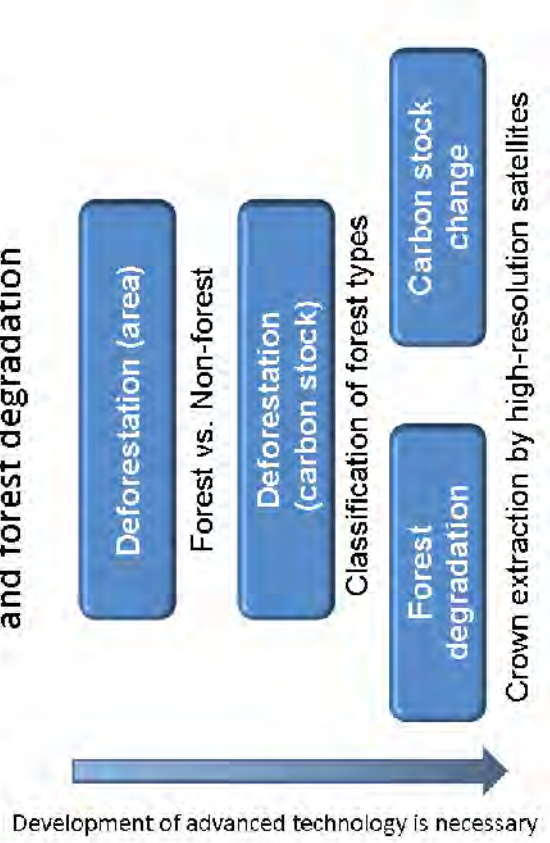 and forest degradation
Deforestation (area)
Forest vs. Non-forest
Deforestation
(carbon stock)
Classification of forest types
Forest
degradation
Carbon stock
change
Crown extraction by high-resolution satellites
Development of advanced technology is necessary